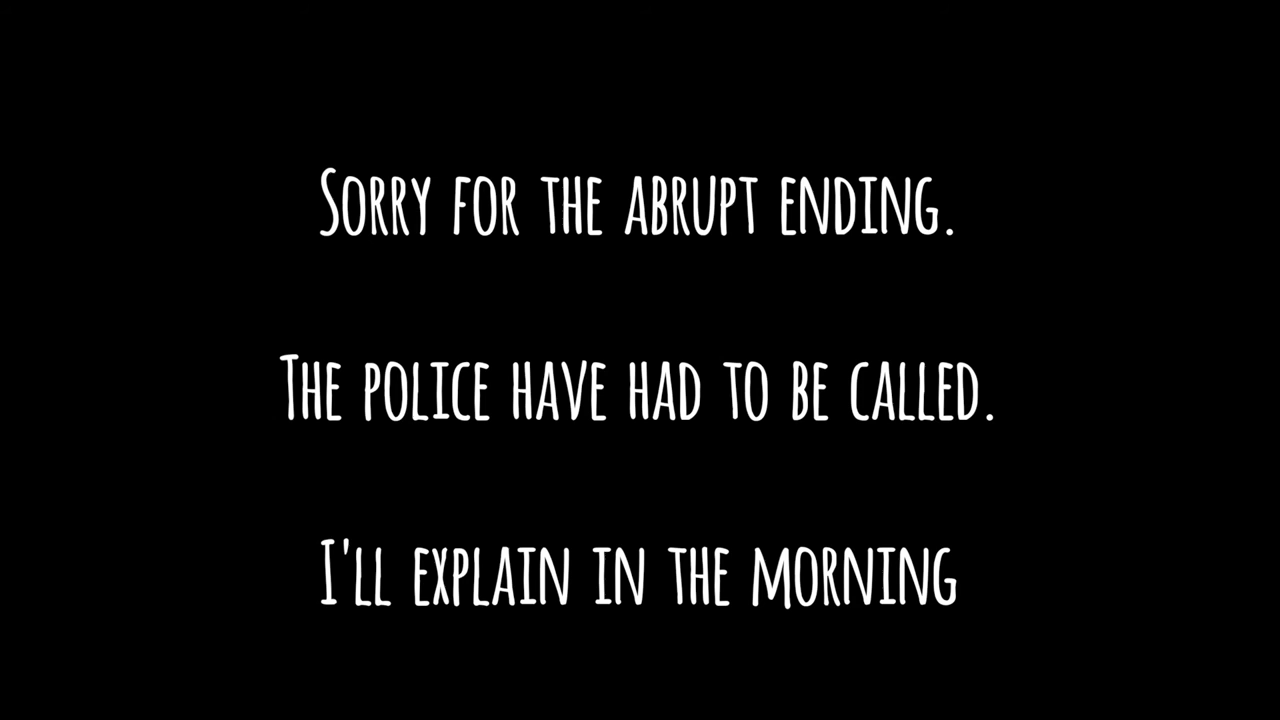 Sorry for the abrupt ending.
The police have had to be called.
I'll explain in the morning